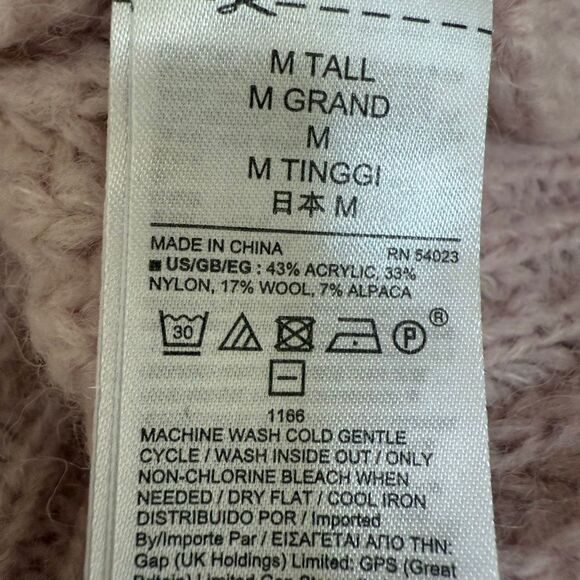 M TALL
M GRAND
M
M TINGGI
日本 M
MADE IN CHINA RN 54023
US/GB/EG : 43% ACRYLIC, 33%
NYLON, 17% WOOL, 7% ALPACA
30 P ®
1166
MACHINE WASH COLD GENTLE
CYCLE / WASH INSIDE OUT / ONLY
NON-CHLORINE BLEACH WHEN
NEEDED / DRY FLAT / COOL IRON
DISTRIBUIDO POR / Imported
By/Importe Par / ΕΙΣΑΓΕΤΑΙ ΑΠΟ ΤΗΝ:
Gap (UK Holdings) Limited: GPS (Great